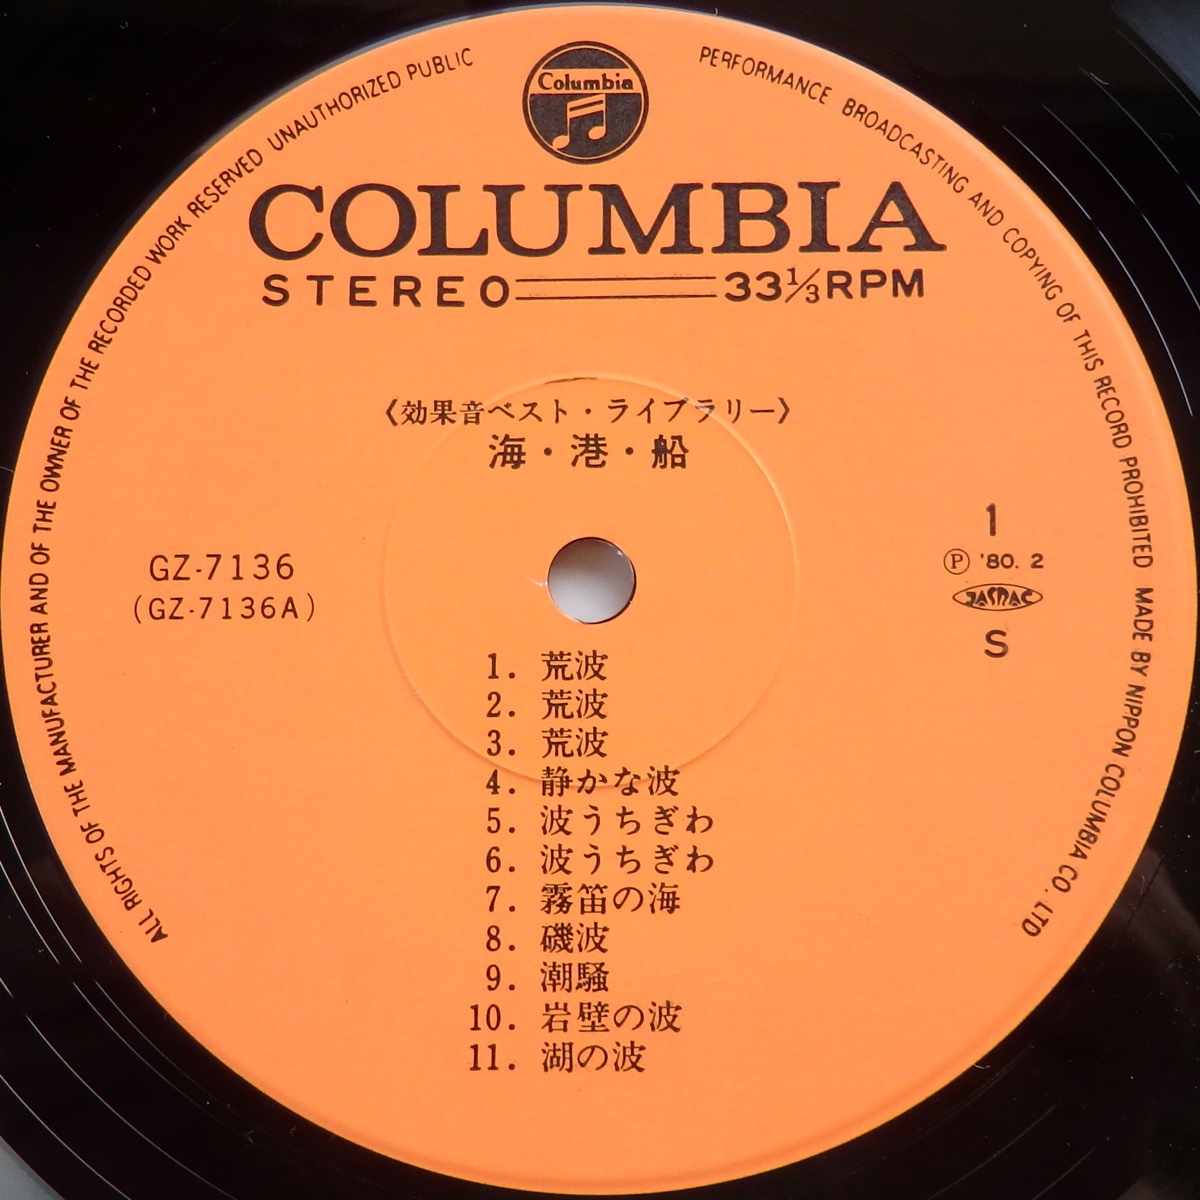 ALL RIGHTS OF THE MANUFACTURER AND OF THE OWNER OF THE RECORDED WORK RESERVED UNAUTHORIZED PUBLIC PERFORMANCE BROADCASTING AND COPYING OF THIS RECORD PROHIBITED MADE BY NIPPON COLUMBIA CO. LTD
Columbia
COLUMBIA
STEREO 33⅓RPM
《効果音ベスト・ライブラリー》
海・港・船
GZ-7136
(GZ-7136A)
1
Ⓟ '80. 2
JASRAC
S
1. 荒波
2. 荒波
3. 荒波
4. 静かな波
5. 波うちぎわ
6. 波うちぎわ
7. 霧笛の海
8. 磯波
9. 潮騒
10. 岩壁の波
11. 湖の波